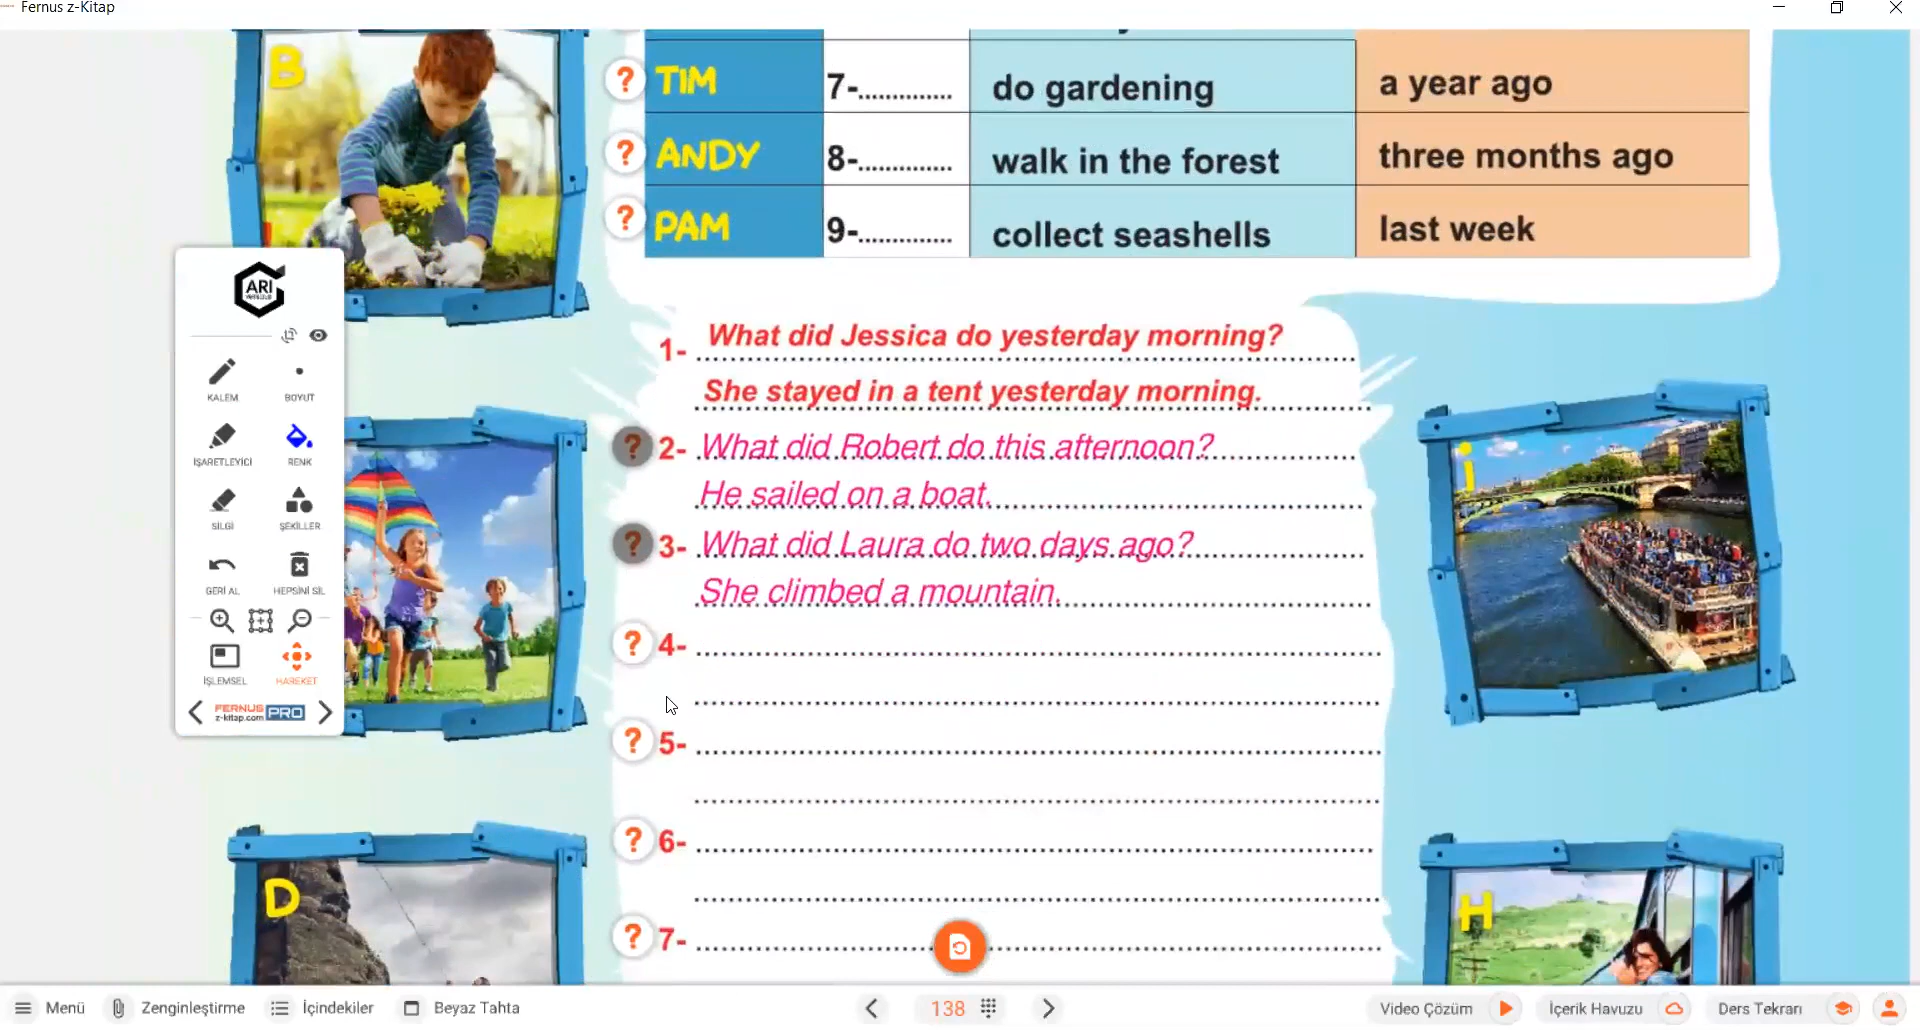 Fernus z-Kitap
B
? TIM 7-............. do gardening a year ago
? ANDY 8-............. walk in the forest three months ago
? PAM 9-............. collect seashells last week
ARI
KALEM BOYUT
İŞARETLEYİCİ RENK
SİLGİ ŞEKİLLER
GERİ AL HEPSİNİ SİL
İŞLEMSEL HAREKET
FERNUS
z-kitap.com PRO
1- What did Jessica do yesterday morning?
She stayed in a tent yesterday morning.
? 2- What did Robert do this afternoon?
He sailed on a boat.
? 3- What did Laura do two days ago?
She climbed a mountain.
? 4-
? 5-
? 6-
? 7-
i
D
H
Menü Zenginleştirme İçindekiler Beyaz Tahta 138 Video Çözüm İçerik Havuzu Ders Tekrarı